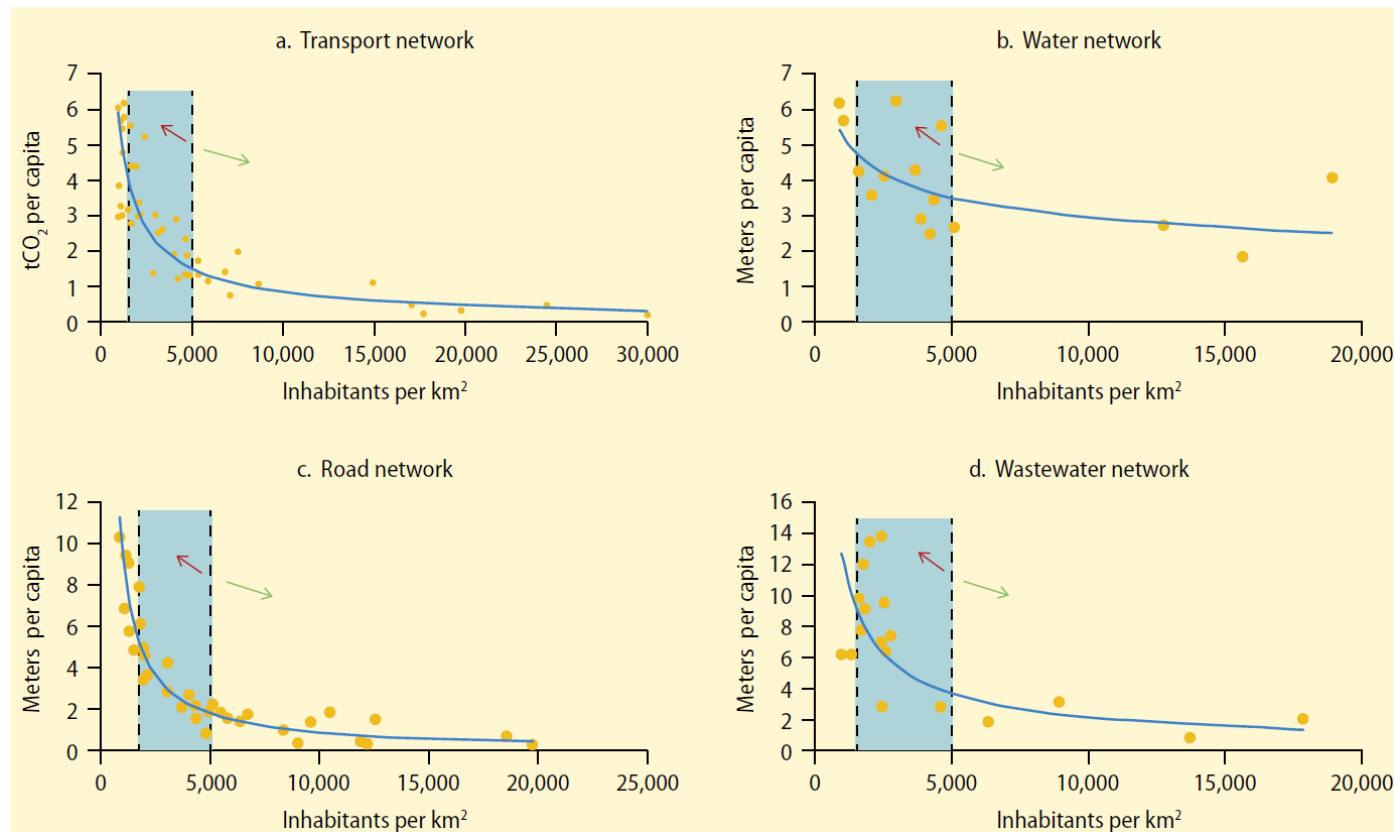 a. Transport network
7
6
5
4
3
2
1
0
tCO2 per capita
0 5,000 10,000 15,000 20,000 25,000 30,000
Inhabitants per km2
b. Water network
7
6
5
4
3
2
1
0
Meters per capita
0 5,000 10,000 15,000 20,000
Inhabitants per km2
c. Road network
12
10
8
6
4
2
0
Meters per capita
0 5,000 10,000 15,000 20,000 25,000
Inhabitants per km2
d. Wastewater network
16
14
12
10
8
6
4
2
0
Meters per capita
0 5,000 10,000 15,000 20,000
Inhabitants per km2